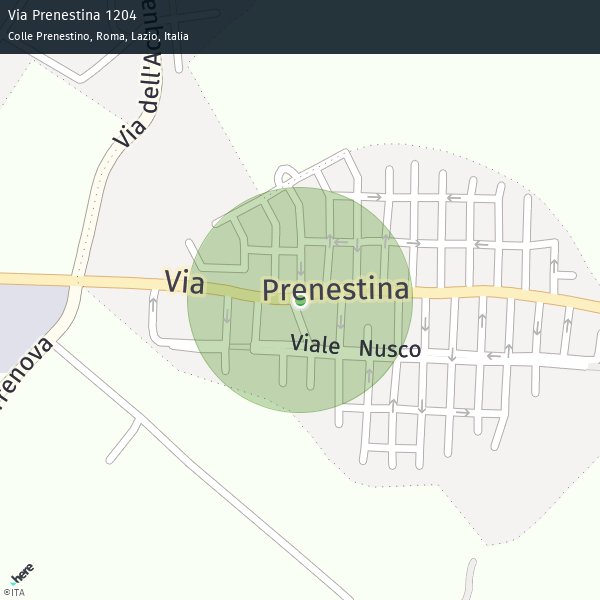 Via Prenestina 1204
Colle Prenestino, Roma, Lazio, Italia
Via dell'Acqua
Via Prenestina
Viale Nusco
renova
here
©ITA